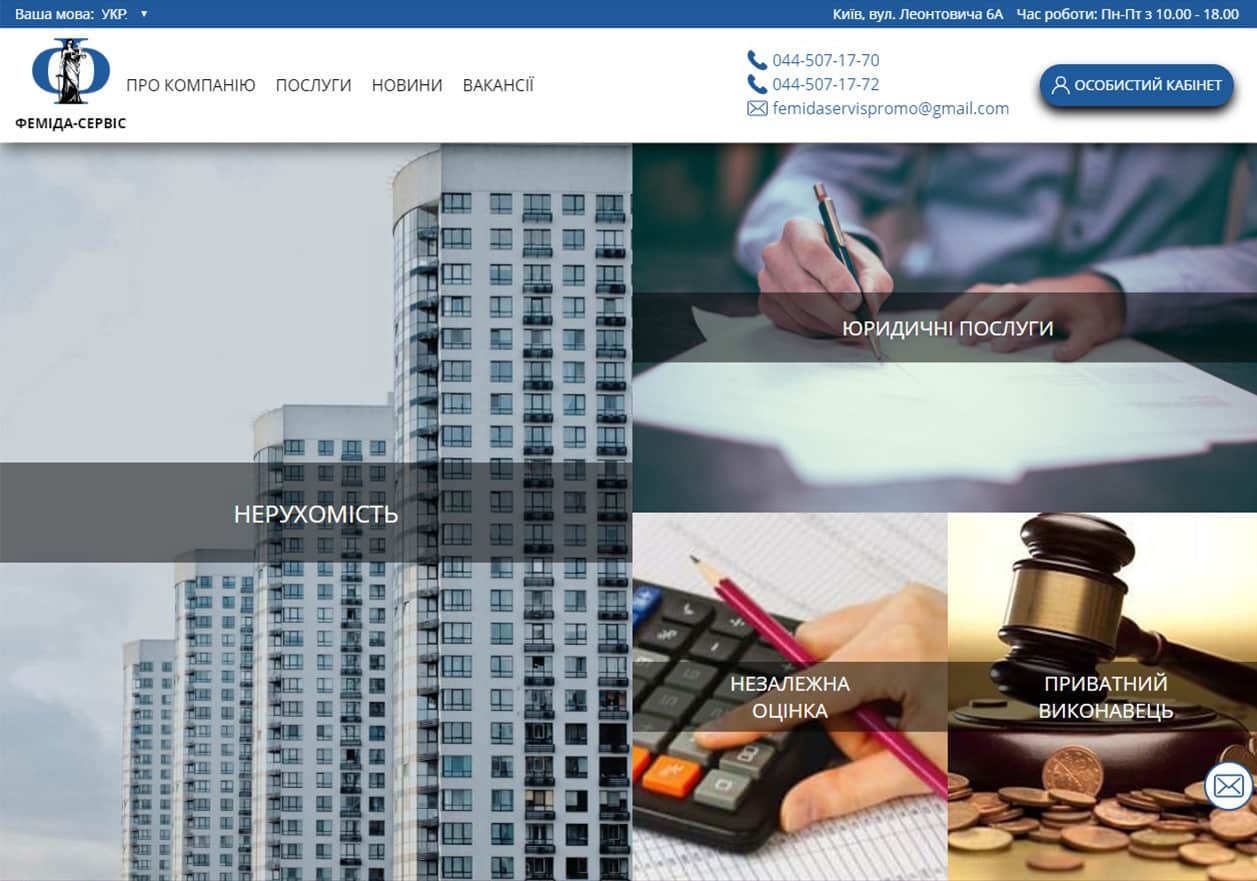 Ваша мова: УКР. ▼
Київ, вул. Леонтовича 6А Час роботи: Пн-Пт з 10.00 - 18.00
Ф
ФЕМІДА-СЕРВІС
ПРО КОМПАНІЮ ПОСЛУГИ НОВИНИ ВАКАНСІЇ
044-507-17-70
044-507-17-72
femidaservispromo@gmail.com
ОСОБИСТИЙ КАБІНЕТ
НЕРУХОМІСТЬ
ЮРИДИЧНІ ПОСЛУГИ
НЕЗАЛЕЖНА
ОЦІНКА
ПРИВАТНИЙ
ВИКОНАВЕЦЬ